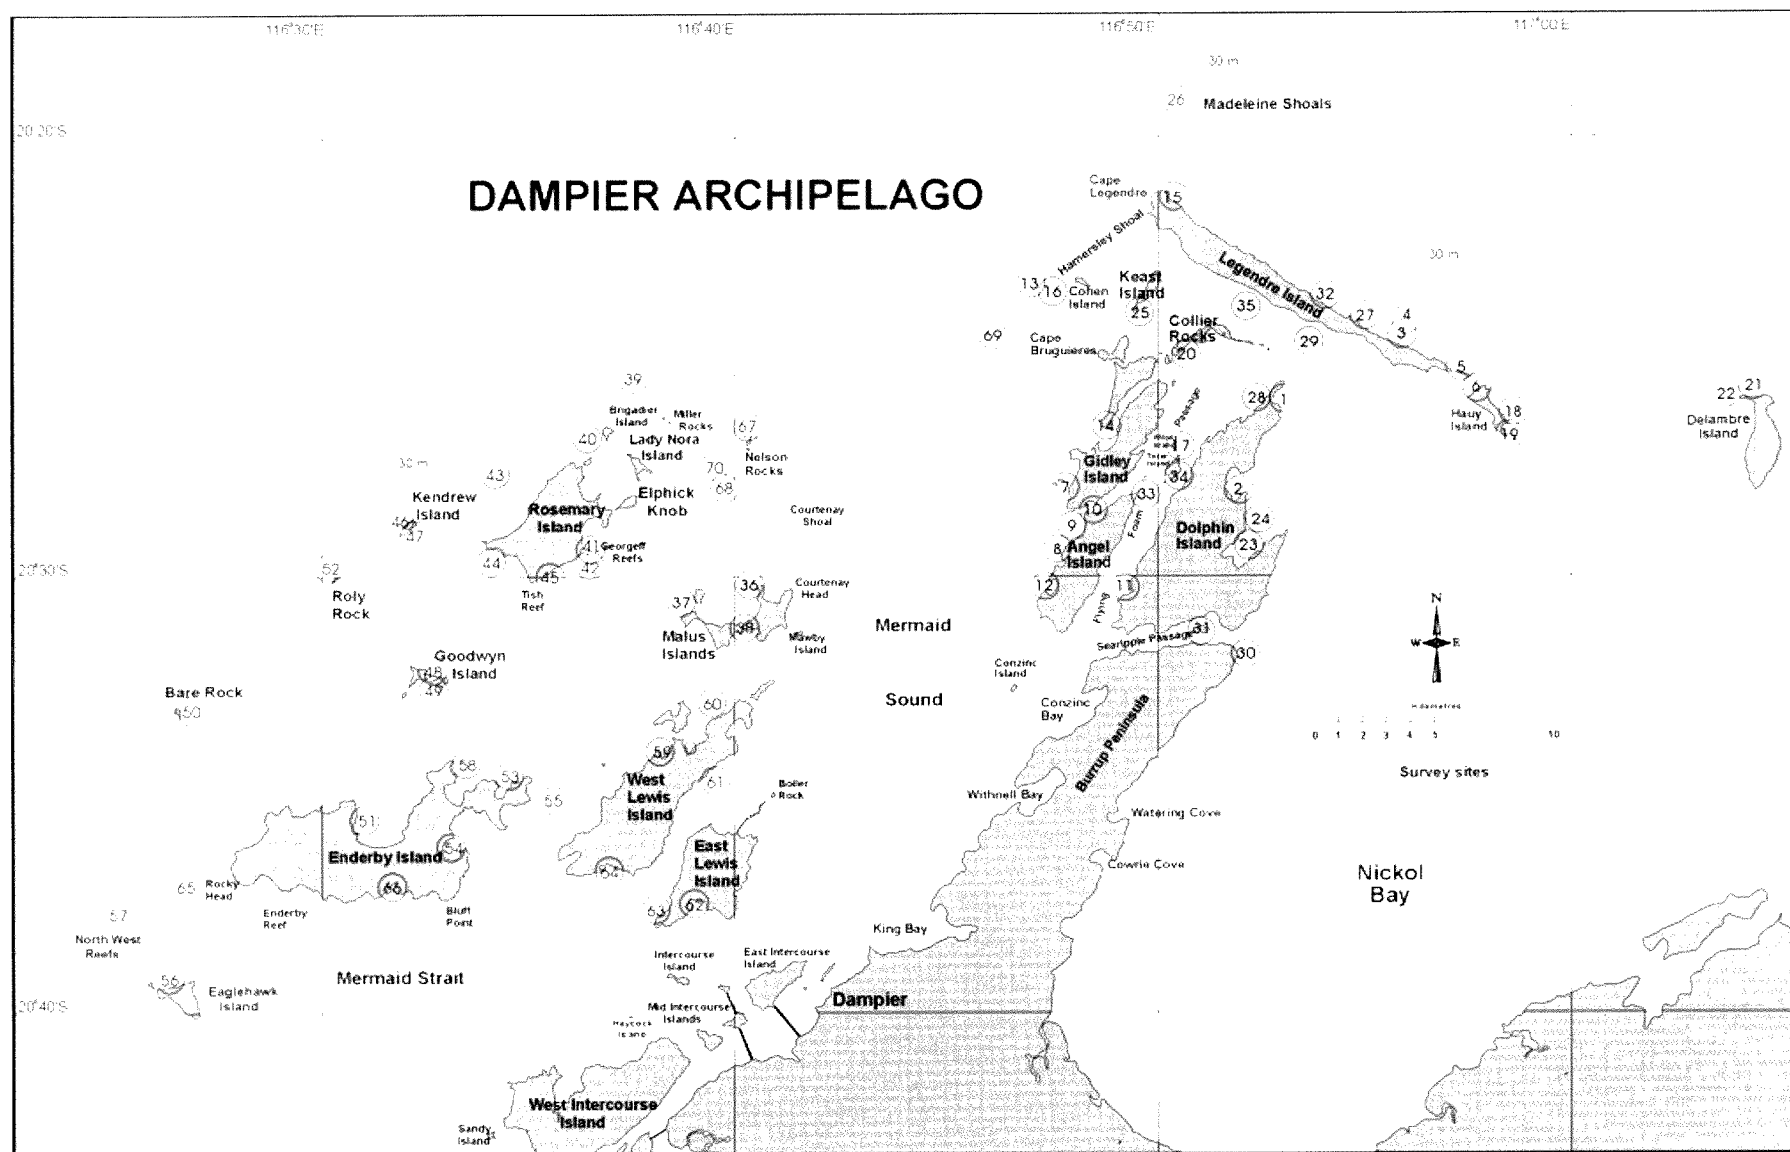 116°30'E
116°40'E
116°50'E
117°00'E
30 m
26
Madeleine Shoals
20°20'S
DAMPIER ARCHIPELAGO
Cape
Legendre
15
Hamersley Shoal
30 m
Legendre Island
13
16
Cohen
Island
Keast
Island
25
35
32
27
4
3
29
Collier
Rocks
20
69
Cape
Bruguieres
5
6
Hauy
Island
18
19
22
21
Delambre
Island
39
Brigadier
Island
Miller
Rocks
40
Lady Nora
Island
67
Nelson
Rocks
28
1
14
Passage
17
30 m
43
70
68
Gidley
Island
34
2
Kendrew
Island
46
47
Rosemary
Island
Elphick
Knob
Courtenay
Shoal
7
10
33
9
Foam
Dolphin
Island
24
23
8
Angel
Island
41
Georgeff
Reefs
44
45
42
20°30'S
52
Roly
Rock
Tish
Reef
36
Courtenay
Head
12
11
Flying
37
38
Malus
Islands
Mawby
Island
Mermaid
Searipple Passage
31
30
N
W
E
Goodwyn
Island
48
49
Conzinc
Island
Bare Rock
50
Sound
Conzinc
Bay
60
Kilometres
0 1 2 3 4 5 10
59
Burrup Peninsula
Survey sites
58
53
55
West
Lewis
Island
61
Boiler
Rock
Withnell Bay
Watering Cove
51
54
Enderby Island
East
Lewis
Island
Cowrie Cove
64
Nickol
Bay
65
Rocky
Head
66
Enderby
Reef
Bluff
Point
63
62
57
North West
Reefs
King Bay
Intercourse
Island
East Intercourse
Island
Mermaid Strait
56
Eaglehawk
Island
20°40'S
Dampier
Mid Intercourse
Islands
Haycock
Island
West Intercourse
Island
Sandy
Island